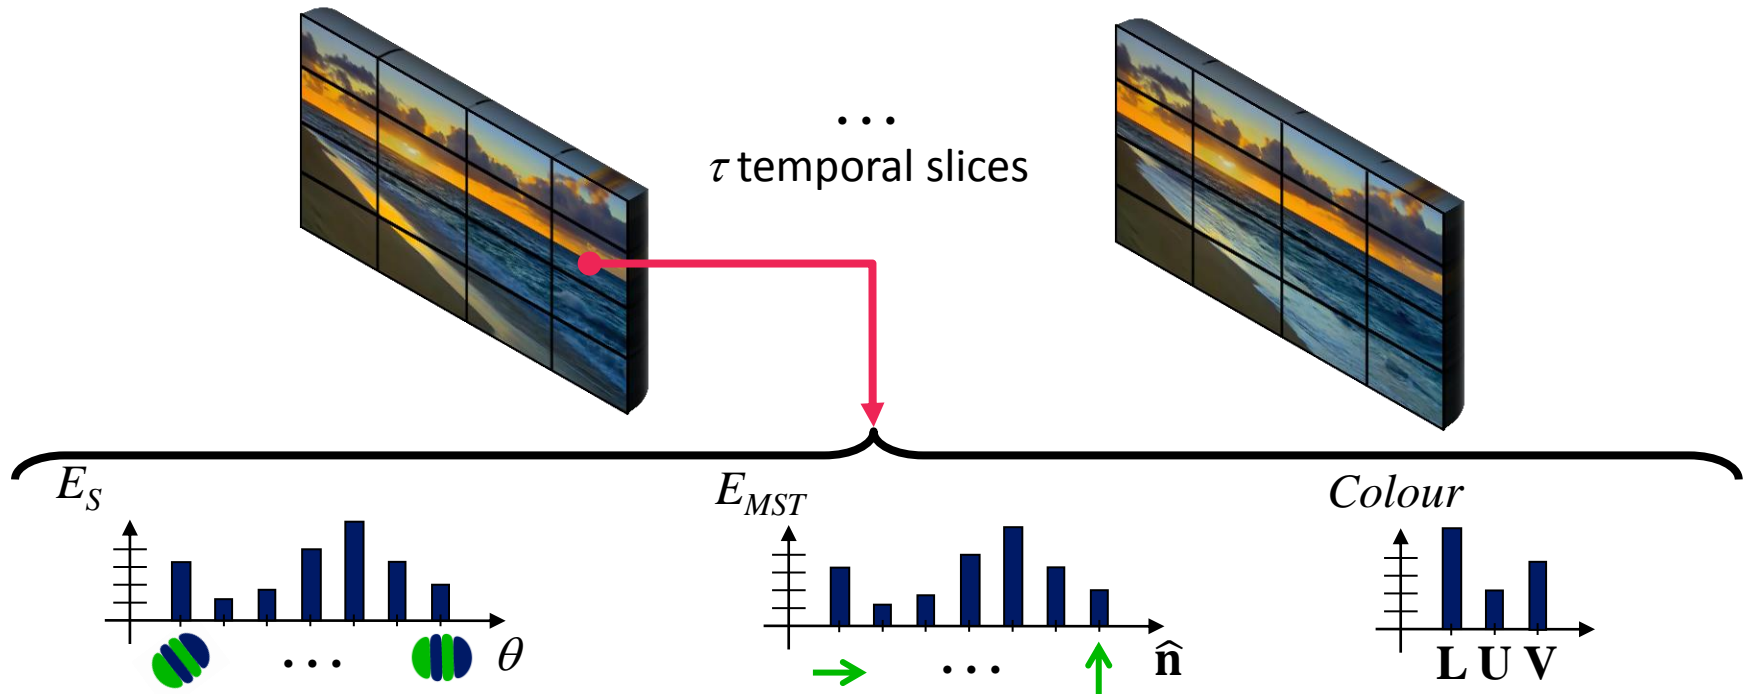 ...
τ temporal slices
E_S
E_MST
Colour
... θ
... n̂
L U V